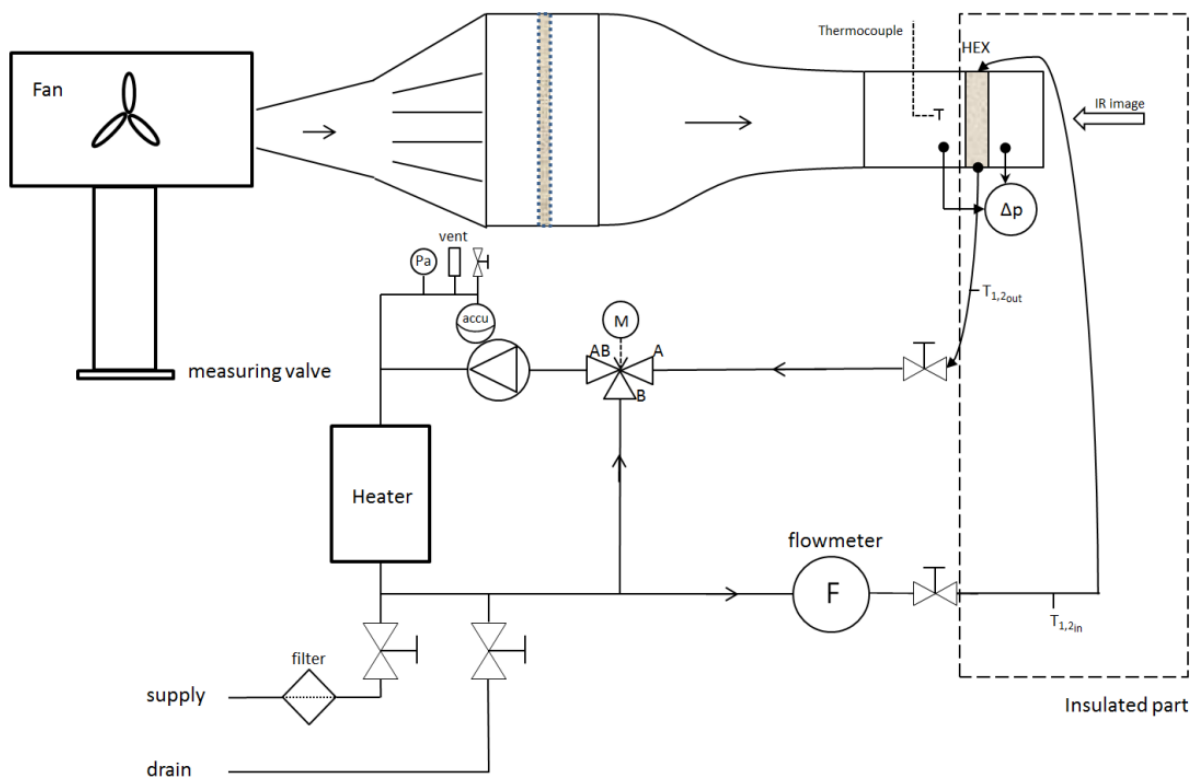 Fan
Thermocouple
HEX
IR image
Δp
vent
Pa
accu
M
AB
A
B
T1,2out
measuring valve
Heater
flowmeter
F
T1,2in
filter
supply
Insulated part
drain